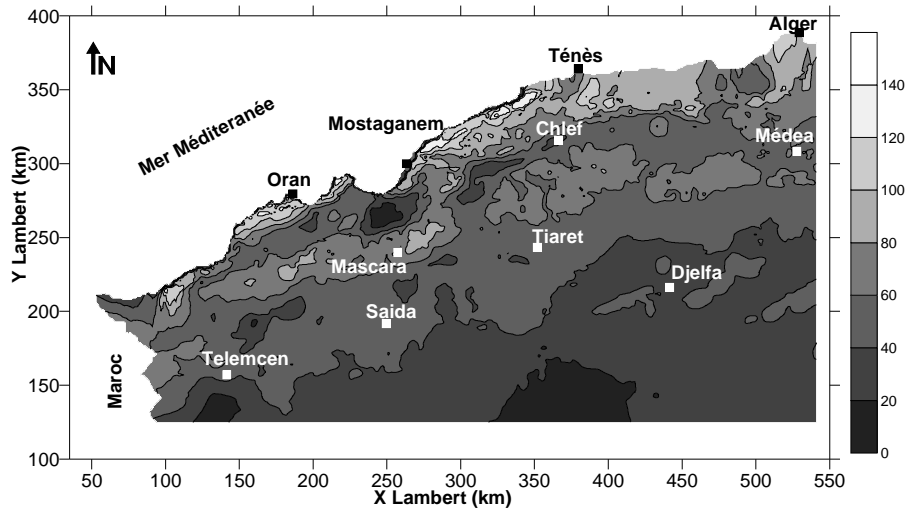 400
350
300
250
200
150
100
Y Lambert (km)
N
Alger
Ténès
Mer Méditeranée
Mostaganem
Chlef
Médea
Oran
Tiaret
Mascara
Djelfa
Saida
Telemcen
Maroc
50 100 150 200 250 300 350 400 450 500 550
X Lambert (km)
140
120
100
80
60
40
20
0